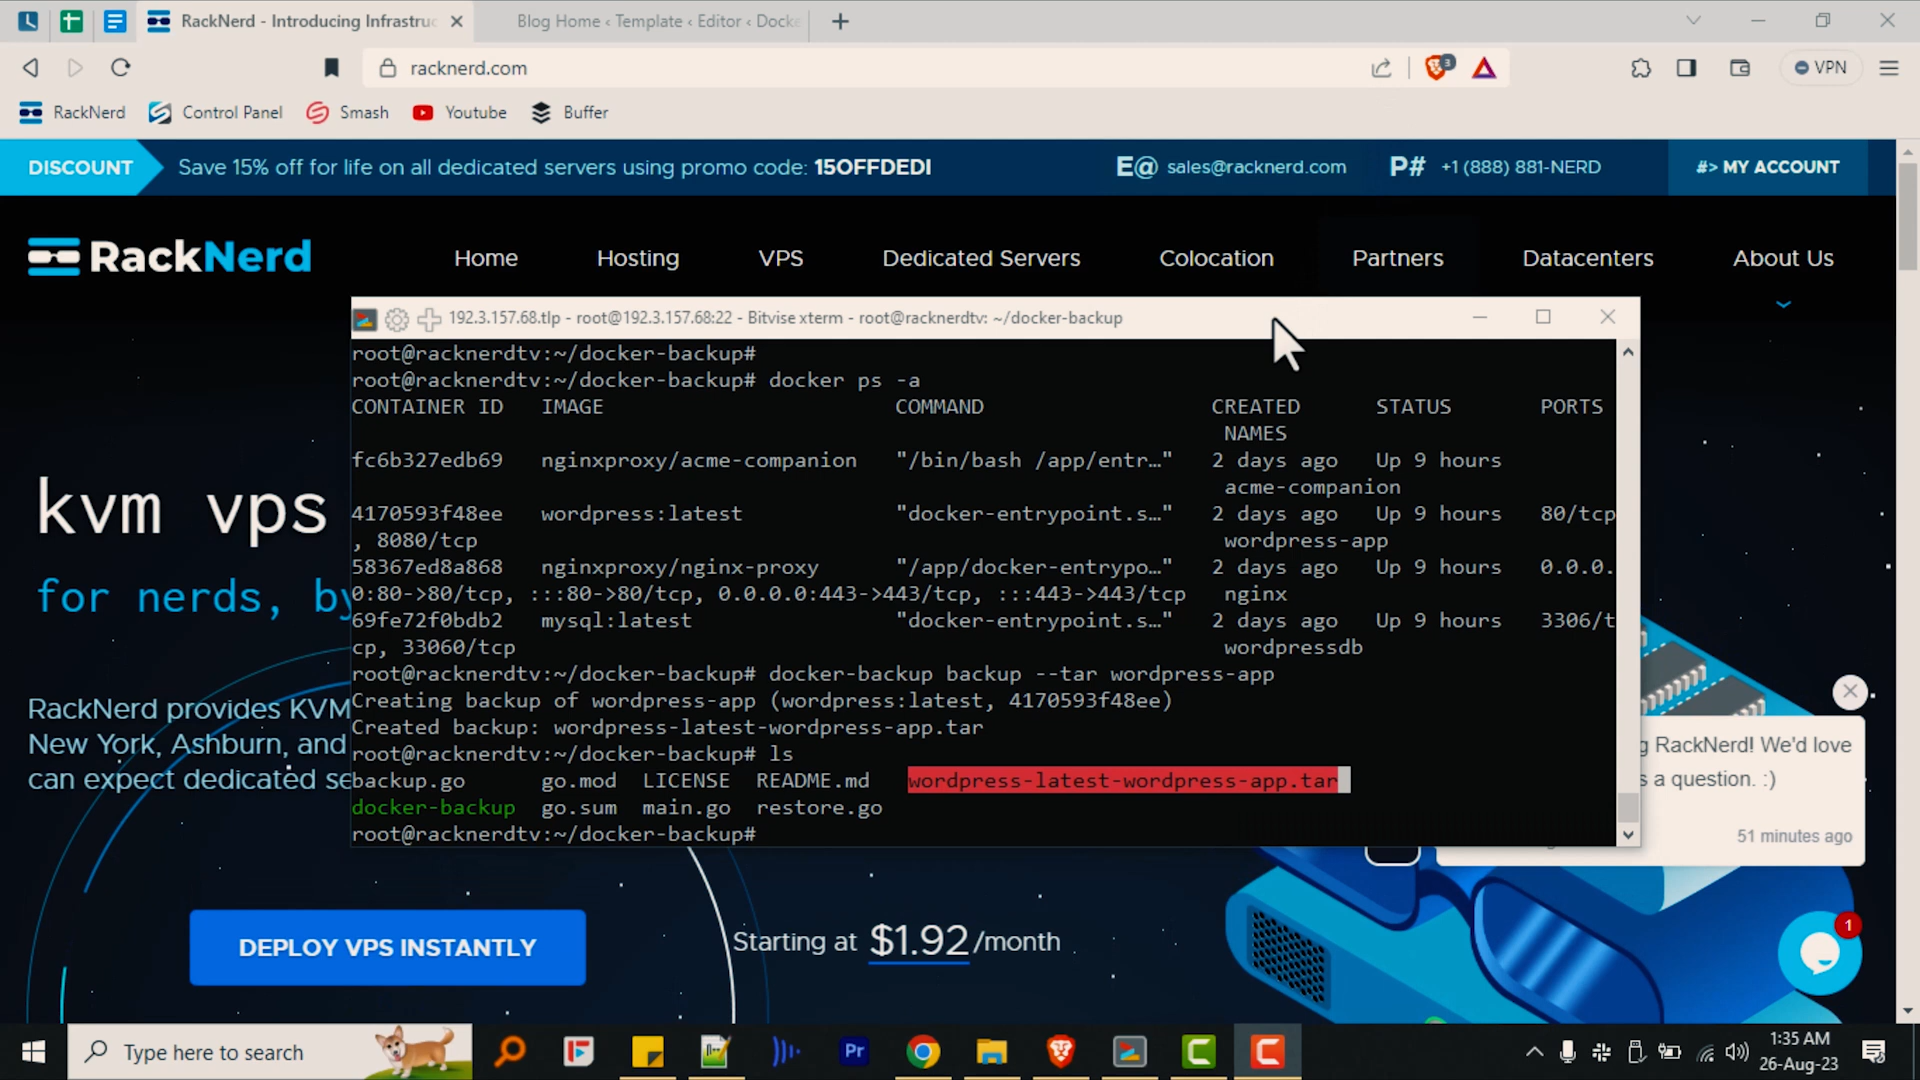 RackNerd - Introducing Infrastruc
Blog Home ‹ Template ‹ Editor ‹ Docke
racknerd.com
3
VPN
RackNerd
Control Panel
Smash
Youtube
Buffer
DISCOUNT
Save 15% off for life on all dedicated servers using promo code: 15OFFDEDI
E@ sales@racknerd.com
P# +1 (888) 881-NERD
#> MY ACCOUNT
RackNerd
Home
Hosting
VPS
Dedicated Servers
Colocation
Partners
Datacenters
About Us
192.3.157.68.tlp - root@192.3.157.68:22 - Bitvise xterm - root@racknerdtv: ~/docker-backup
root@racknerdtv:~/docker-backup#
root@racknerdtv:~/docker-backup# docker ps -a
CONTAINER ID IMAGE COMMAND CREATED STATUS PORTS
NAMES
fc6b327edb69 nginxproxy/acme-companion "/bin/bash /app/entr…" 2 days ago Up 9 hours
acme-companion
4170593f48ee wordpress:latest "docker-entrypoint.s…" 2 days ago Up 9 hours 80/tcp
, 8080/tcp wordpress-app
58367ed8a868 nginxproxy/nginx-proxy "/app/docker-entrypo…" 2 days ago Up 9 hours 0.0.0.
0:80->80/tcp, :::80->80/tcp, 0.0.0.0:443->443/tcp, :::443->443/tcp nginx
69fe72f0bdb2 mysql:latest "docker-entrypoint.s…" 2 days ago Up 9 hours 3306/t
cp, 33060/tcp wordpressdb
root@racknerdtv:~/docker-backup# docker-backup backup --tar wordpress-app
Creating backup of wordpress-app (wordpress:latest, 4170593f48ee)
Created backup: wordpress-latest-wordpress-app.tar
root@racknerdtv:~/docker-backup# ls
backup.go go.mod LICENSE README.md wordpress-latest-wordpress-app.tar
docker-backup go.sum main.go restore.go
root@racknerdtv:~/docker-backup#
kvm vps
for nerds, by
RackNerd provides KVM
New York, Ashburn, and
can expect dedicated se
g RackNerd! We'd love
s a question. :)
51 minutes ago
DEPLOY VPS INSTANTLY
Starting at $1.92/month
1
Type here to search
Pr
1:35 AM
26-Aug-23